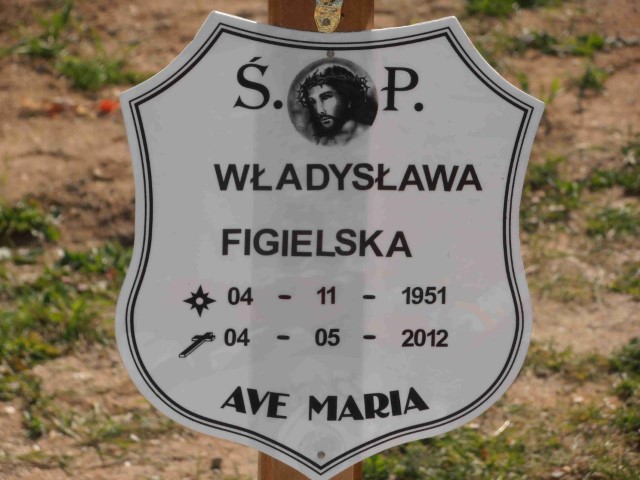 Ś. P.
WŁADYSŁAWA
FIGIELSKA
04 - 11 - 1951
04 - 05 - 2012
AVE MARIA